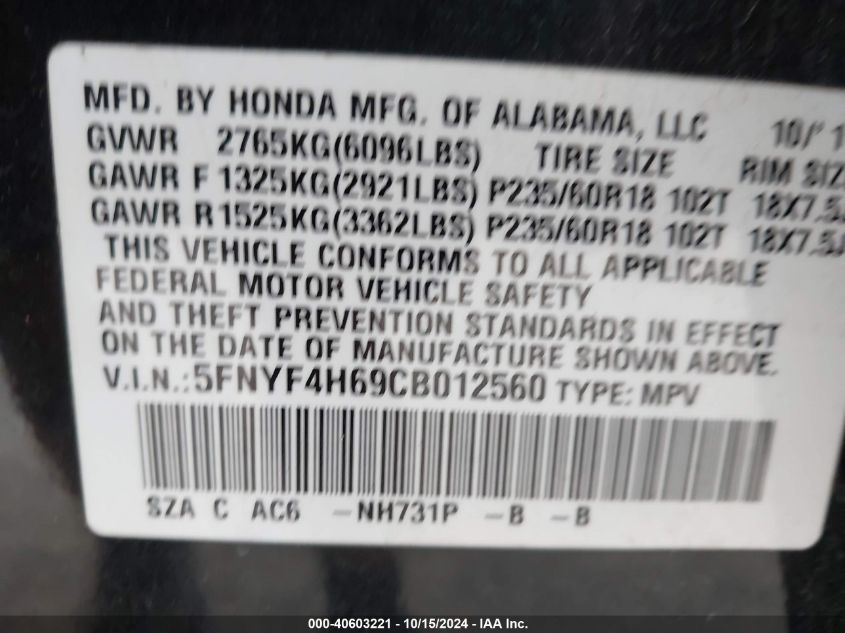 MFD. BY HONDA MFG. OF ALABAMA, LLC 10/
GVWR 2765KG(6096LBS) TIRE SIZE RIM SIZE
GAWR F 1325KG(2921LBS) P235/60R18 102T 18X7.5J
GAWR R 1525KG(3362LBS) P235/60R18 102T 18X7.5J
THIS VEHICLE CONFORMS TO ALL APPLICABLE
FEDERAL MOTOR VEHICLE SAFETY
AND THEFT PREVENTION STANDARDS IN EFFECT
ON THE DATE OF MANUFACTURE SHOWN ABOVE.
V.I.N.:5FNYF4H69CB012560 TYPE: MPV
SZA C AC6 -NH731P -B -B
000-40603221 - 10/15/2024 - IAA Inc.